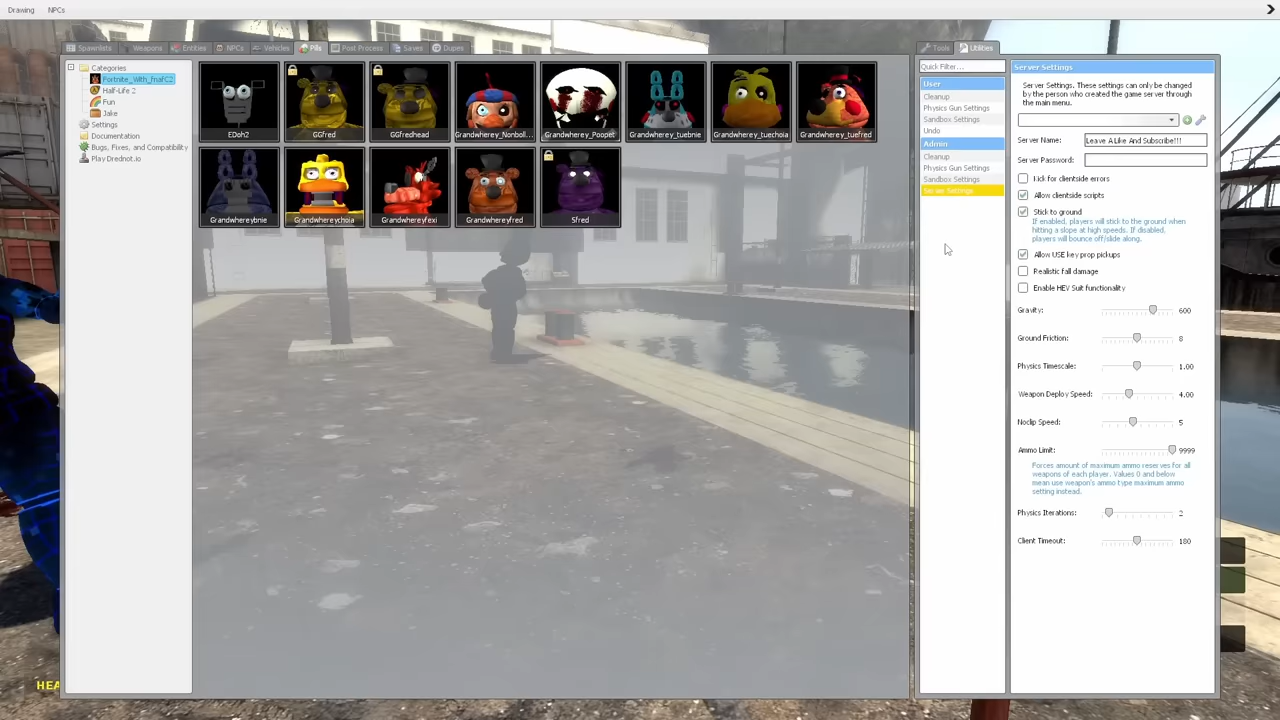 Drawing NPCs
Spawnlists Weapons Entities NPCs Vehicles Pills Post Process Saves Dupes
Categories
Fortnite_With_fnafC2
Half-Life 2
Fun
Jake
Settings
Documentation
Bugs, Fixes, and Compatibility
Play Drednot.io
EDoh2
GGfred
GGfredhead
Grandwherey_Nonboll...
Grandwherey_Poppet
Grandwherey_tuebnie
Grandwherey_tuechoia
Grandwherey_tuefred
Grandwhereybnie
Grandwhereychoia
Grandwhereyfexi
Grandwhereyfred
Sfred
HEA
Tools Utilities
Quick Filter...
User
Cleanup
Physics Gun Settings
Sandbox Settings
Undo
Admin
Cleanup
Physics Gun Settings
Sandbox Settings
Server Settings
Server Settings
Server Settings. These settings can only be changed
by the person who created the game server through
the main menu.
Server Name: Leave A Like And Subscribe!!!
Server Password:
Kick for clientside errors
Allow clientside scripts
Stick to ground
If enabled, players will stick to the ground when
hitting a slope at high speeds. If disabled,
players will bounce off/slide along.
Allow USE key prop pickups
Realistic fall damage
Enable HEV Suit functionality
Gravity: 600
Ground Friction: 8
Physics Timescale: 1.00
Weapon Deploy Speed: 4.00
Noclip Speed: 5
Ammo Limit: 9999
Forces amount of maximum ammo reserves for all
weapons of each player. Values 0 and below
mean use weapon's ammo type maximum ammo
setting instead.
Physics Iterations: 2
Client Timeout: 180